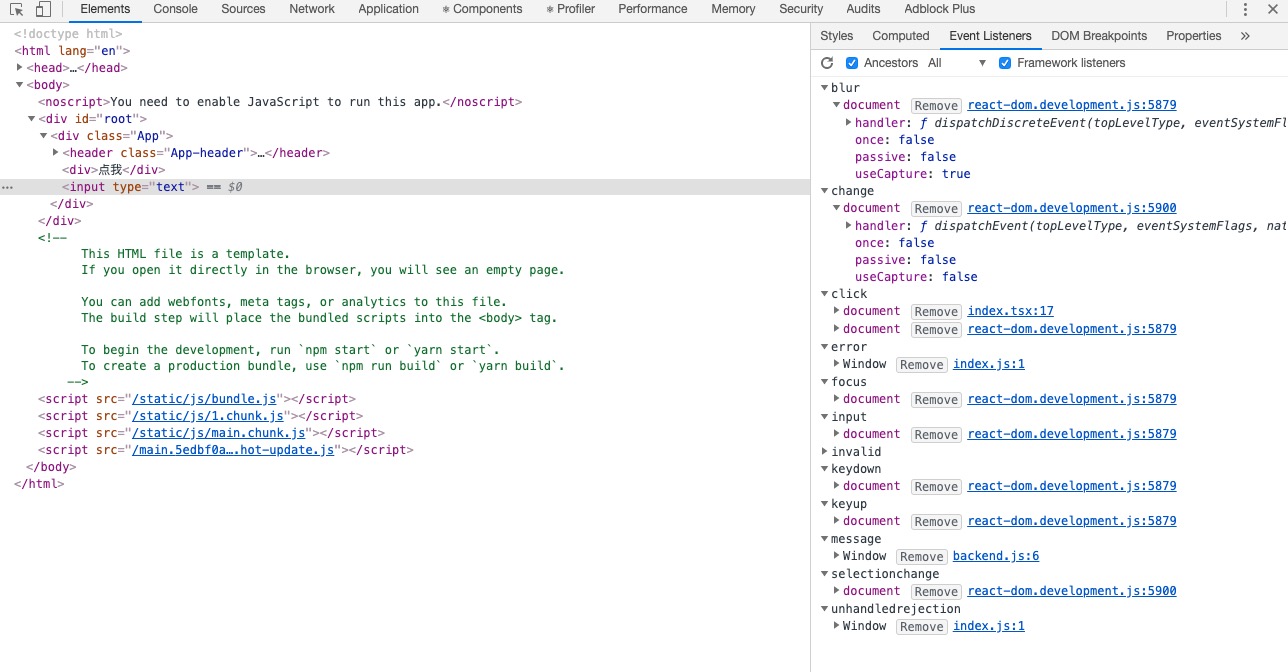 Elements Console Sources Network Application ⚛ Components ⚛ Profiler Performance Memory Security Audits Adblock Plus
<!doctype html>
<html lang="en">
<head>…</head>
<body>
<noscript>You need to enable JavaScript to run this app.</noscript>
<div id="root">
<div class="App">
<header class="App-header">…</header>
<div>点我</div>
<input type="text"> == $0
</div>
</div>
<!--
This HTML file is a template.
If you open it directly in the browser, you will see an empty page.
You can add webfonts, meta tags, or analytics to this file.
The build step will place the bundled scripts into the <body> tag.
To begin the development, run `npm start` or `yarn start`.
To create a production bundle, use `npm run build` or `yarn build`.
-->
<script src="/static/js/bundle.js"></script>
<script src="/static/js/1.chunk.js"></script>
<script src="/static/js/main.chunk.js"></script>
<script src="/main.5edbf0a….hot-update.js"></script>
</body>
</html>
Styles Computed Event Listeners DOM Breakpoints Properties »
Ancestors All ▼ Framework listeners
blur
document Remove react-dom.development.js:5879
handler: ƒ dispatchDiscreteEvent(topLevelType, eventSystemFl
once: false
passive: false
useCapture: true
change
document Remove react-dom.development.js:5900
handler: ƒ dispatchEvent(topLevelType, eventSystemFlags, nat
once: false
passive: false
useCapture: false
click
document Remove index.tsx:17
document Remove react-dom.development.js:5879
error
Window Remove index.js:1
focus
document Remove react-dom.development.js:5879
input
document Remove react-dom.development.js:5879
invalid
keydown
document Remove react-dom.development.js:5879
keyup
document Remove react-dom.development.js:5879
message
Window Remove backend.js:6
selectionchange
document Remove react-dom.development.js:5900
unhandledrejection
Window Remove index.js:1